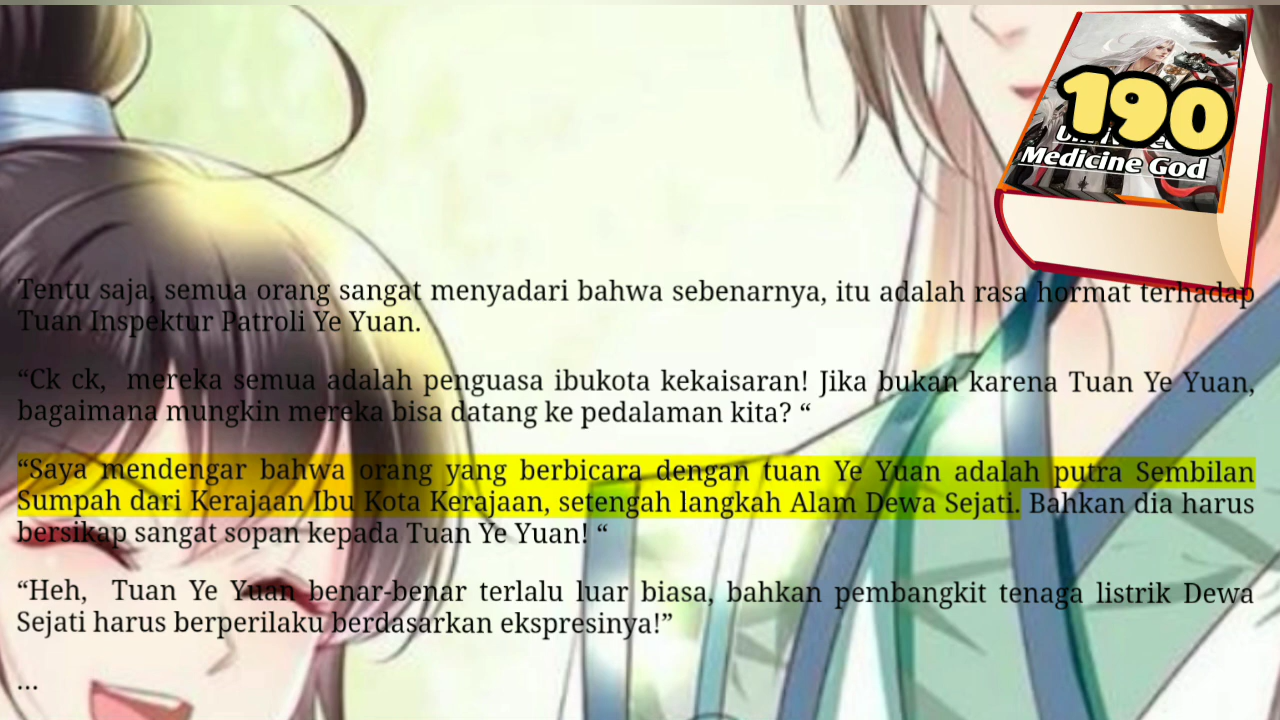 190
Medicine God
Tentu saja, semua orang sangat menyadari bahwa sebenarnya, itu adalah rasa hormat terhadap
Tuan Inspektur Patroli Ye Yuan.
“Ck ck,  mereka semua adalah penguasa ibukota kekaisaran! Jika bukan karena Tuan Ye Yuan,
bagaimana mungkin mereka bisa datang ke pedalaman kita? “
“Saya mendengar bahwa orang yang berbicara dengan tuan Ye Yuan adalah putra Sembilan
Sumpah dari Kerajaan Ibu Kota Kerajaan, setengah langkah Alam Dewa Sejati. Bahkan dia harus
bersikap sangat sopan kepada Tuan Ye Yuan! “
“Heh,  Tuan Ye Yuan benar-benar terlalu luar biasa, bahkan pembangkit tenaga listrik Dewa
Sejati harus berperilaku berdasarkan ekspresinya!”
...